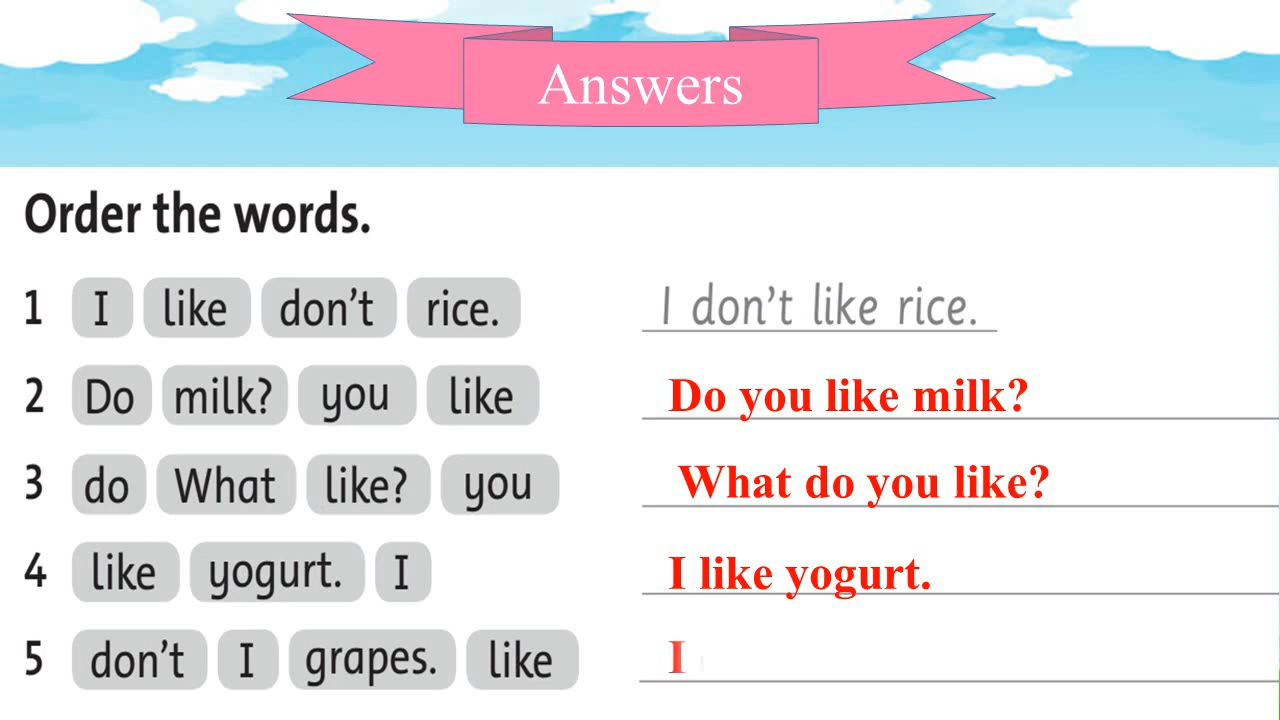 Answers
Order the words.
1 I like don't rice. I don't like rice.
2 Do milk? you like Do you like milk?
3 do What like? you What do you like?
4 like yogurt. I I like yogurt.
5 don't I grapes. like I